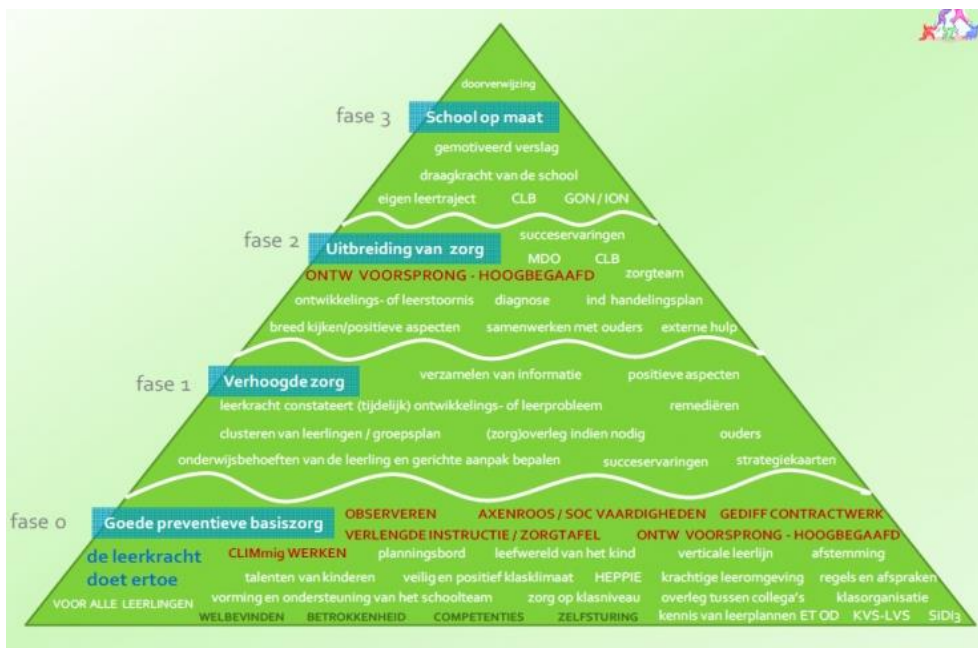 doorverwijzing
fase 3 School op maat
gemotiveerd verslag
draagkracht van de school
eigen leertraject CLB GON / ION
succeservaringen
fase 2 Uitbreiding van zorg
MDO CLB
ONTW VOORSPRONG - HOOGBEGAAFD zorgteam
ontwikkelings- of leerstoornis diagnose ind handelingsplan
breed kijken/positieve aspecten samenwerken met ouders externe hulp
fase 1 Verhoogde zorg verzamelen van informatie positieve aspecten
leerkracht constateert (tijdelijk) ontwikkelings- of leerprobleem remediëren
clusteren van leerlingen / groepsplan (zorg)overleg indien nodig ouders
onderwijsbehoeften van de leerling en gerichte aanpak bepalen succeservaringen strategiekaarten
OBSERVEREN AXENROOS / SOC VAARDIGHEDEN GEDIFF CONTRACTWERK
fase 0 Goede preventieve basiszorg
VERLENGDE INSTRUCTIE / ZORGTAFEL ONTW VOORSPRONG - HOOGBEGAAFD
de leerkracht CLIMmig WERKEN planningsbord leefwereld van het kind verticale leerlijn afstemming
doet ertoe talenten van kinderen veilig en positief klasklimaat HEPPIE krachtige leeromgeving regels en afspraken
VOOR ALLE LEERLINGEN vorming en ondersteuning van het schoolteam zorg op klasniveau overleg tussen collega's klasorganisatie
WELBEVINDEN BETROKKENHEID COMPETENTIES ZELFSTURING kennis van leerplannen ET OD KVS-LVS SiDi3